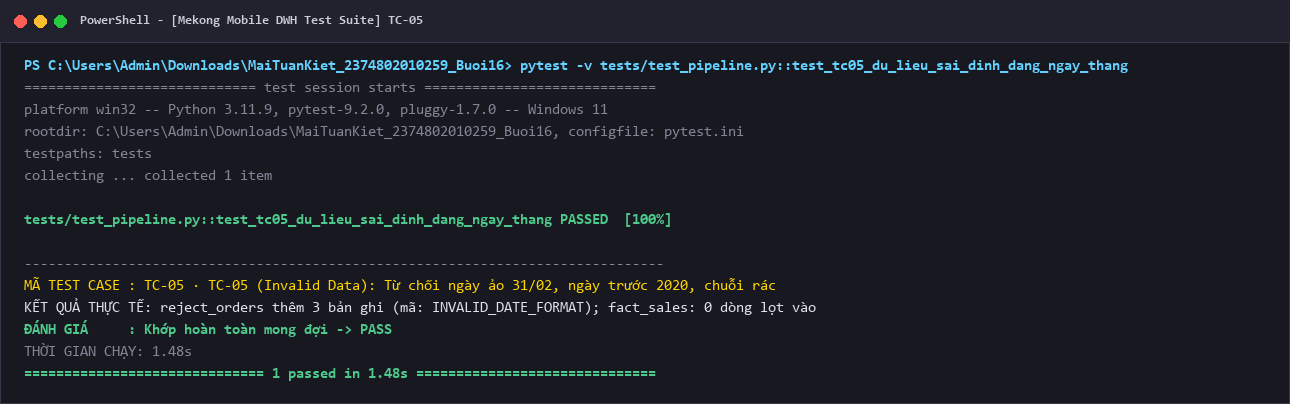 PowerShell - [Mekong Mobile DWH Test Suite] TC-05
PS C:\Users\Admin\Downloads\MaiTuanKiet_2374802010259_Buoi16> pytest -v tests/test_pipeline.py::test_tc05_du_lieu_sai_dinh_dang_ngay_thang
============================= test session starts =============================
platform win32 -- Python 3.11.9, pytest-9.2.0, pluggy-1.7.0 -- Windows 11
rootdir: C:\Users\Admin\Downloads\MaiTuanKiet_2374802010259_Buoi16, configfile: pytest.ini
testpaths: tests
collecting ... collected 1 item
tests/test_pipeline.py::test_tc05_du_lieu_sai_dinh_dang_ngay_thang PASSED  [100%]
--------------------------------------------------------------------------------
MÃ TEST CASE : TC-05 · TC-05 (Invalid Data): Từ chối ngày ảo 31/02, ngày trước 2020, chuỗi rác
KẾT QUẢ THỰC TẾ: reject_orders thêm 3 bản ghi (mã: INVALID_DATE_FORMAT); fact_sales: 0 dòng lọt vào
ĐÁNH GIÁ     : Khớp hoàn toàn mong đợi -> PASS
THỜI GIAN CHẠY: 1.48s
============================== 1 passed in 1.48s ==============================